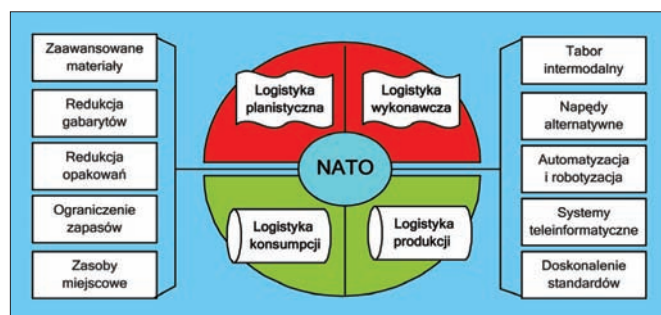 Zaawansowane
materiały
Redukcja
gabarytów
Redukcja
opakowań
Ograniczenie
zapasów
Zasoby
miejscowe
Logistyka
planistyczna
Logistyka
wykonawcza
NATO
Logistyka
konsumpcji
Logistyka
produkcji
Tabor
intermodalny
Napędy
alternatywne
Automatyzacja
i robotyzacja
Systemy
teleinformatyczne
Doskonalenie
standardów